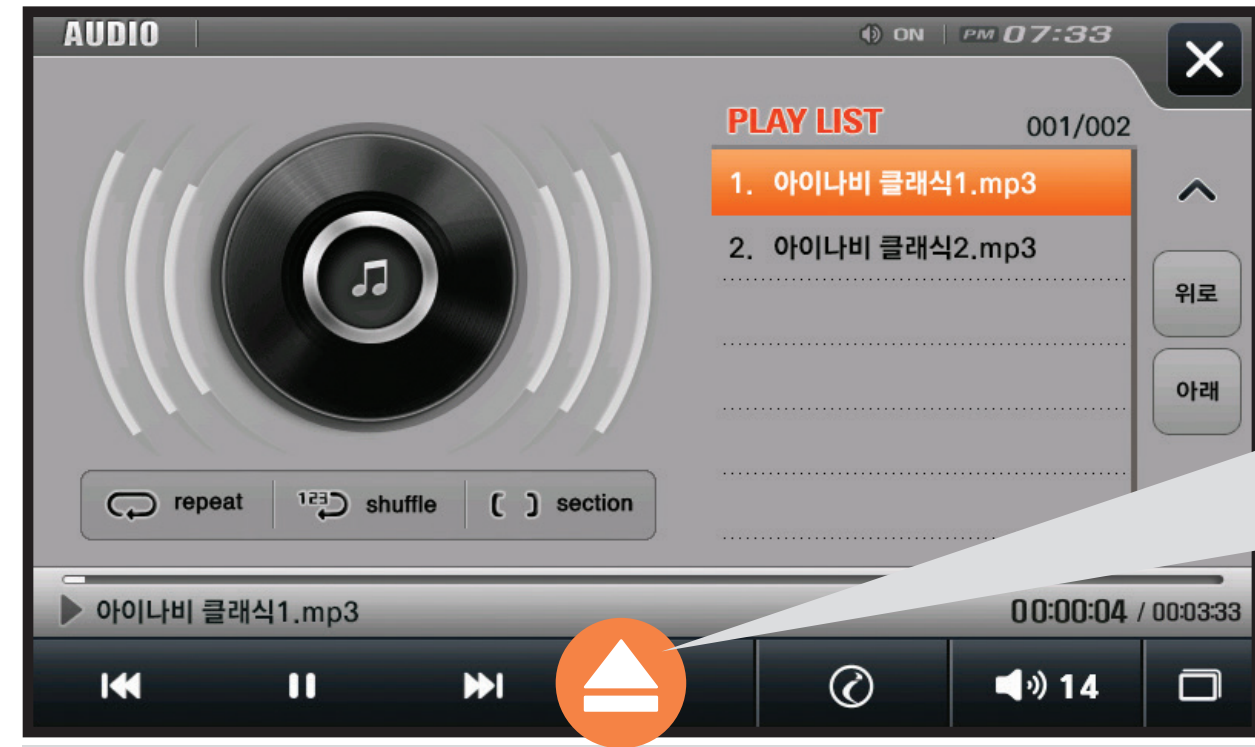 AUDIO
ON PM 07:33
PLAY LIST 001/002
1. 아이나비 클래식1.mp3
2. 아이나비 클래식2.mp3
위로
아래
repeat 123 shuffle section
아이나비 클래식1.mp3 00:00:04 / 00:03:33
14